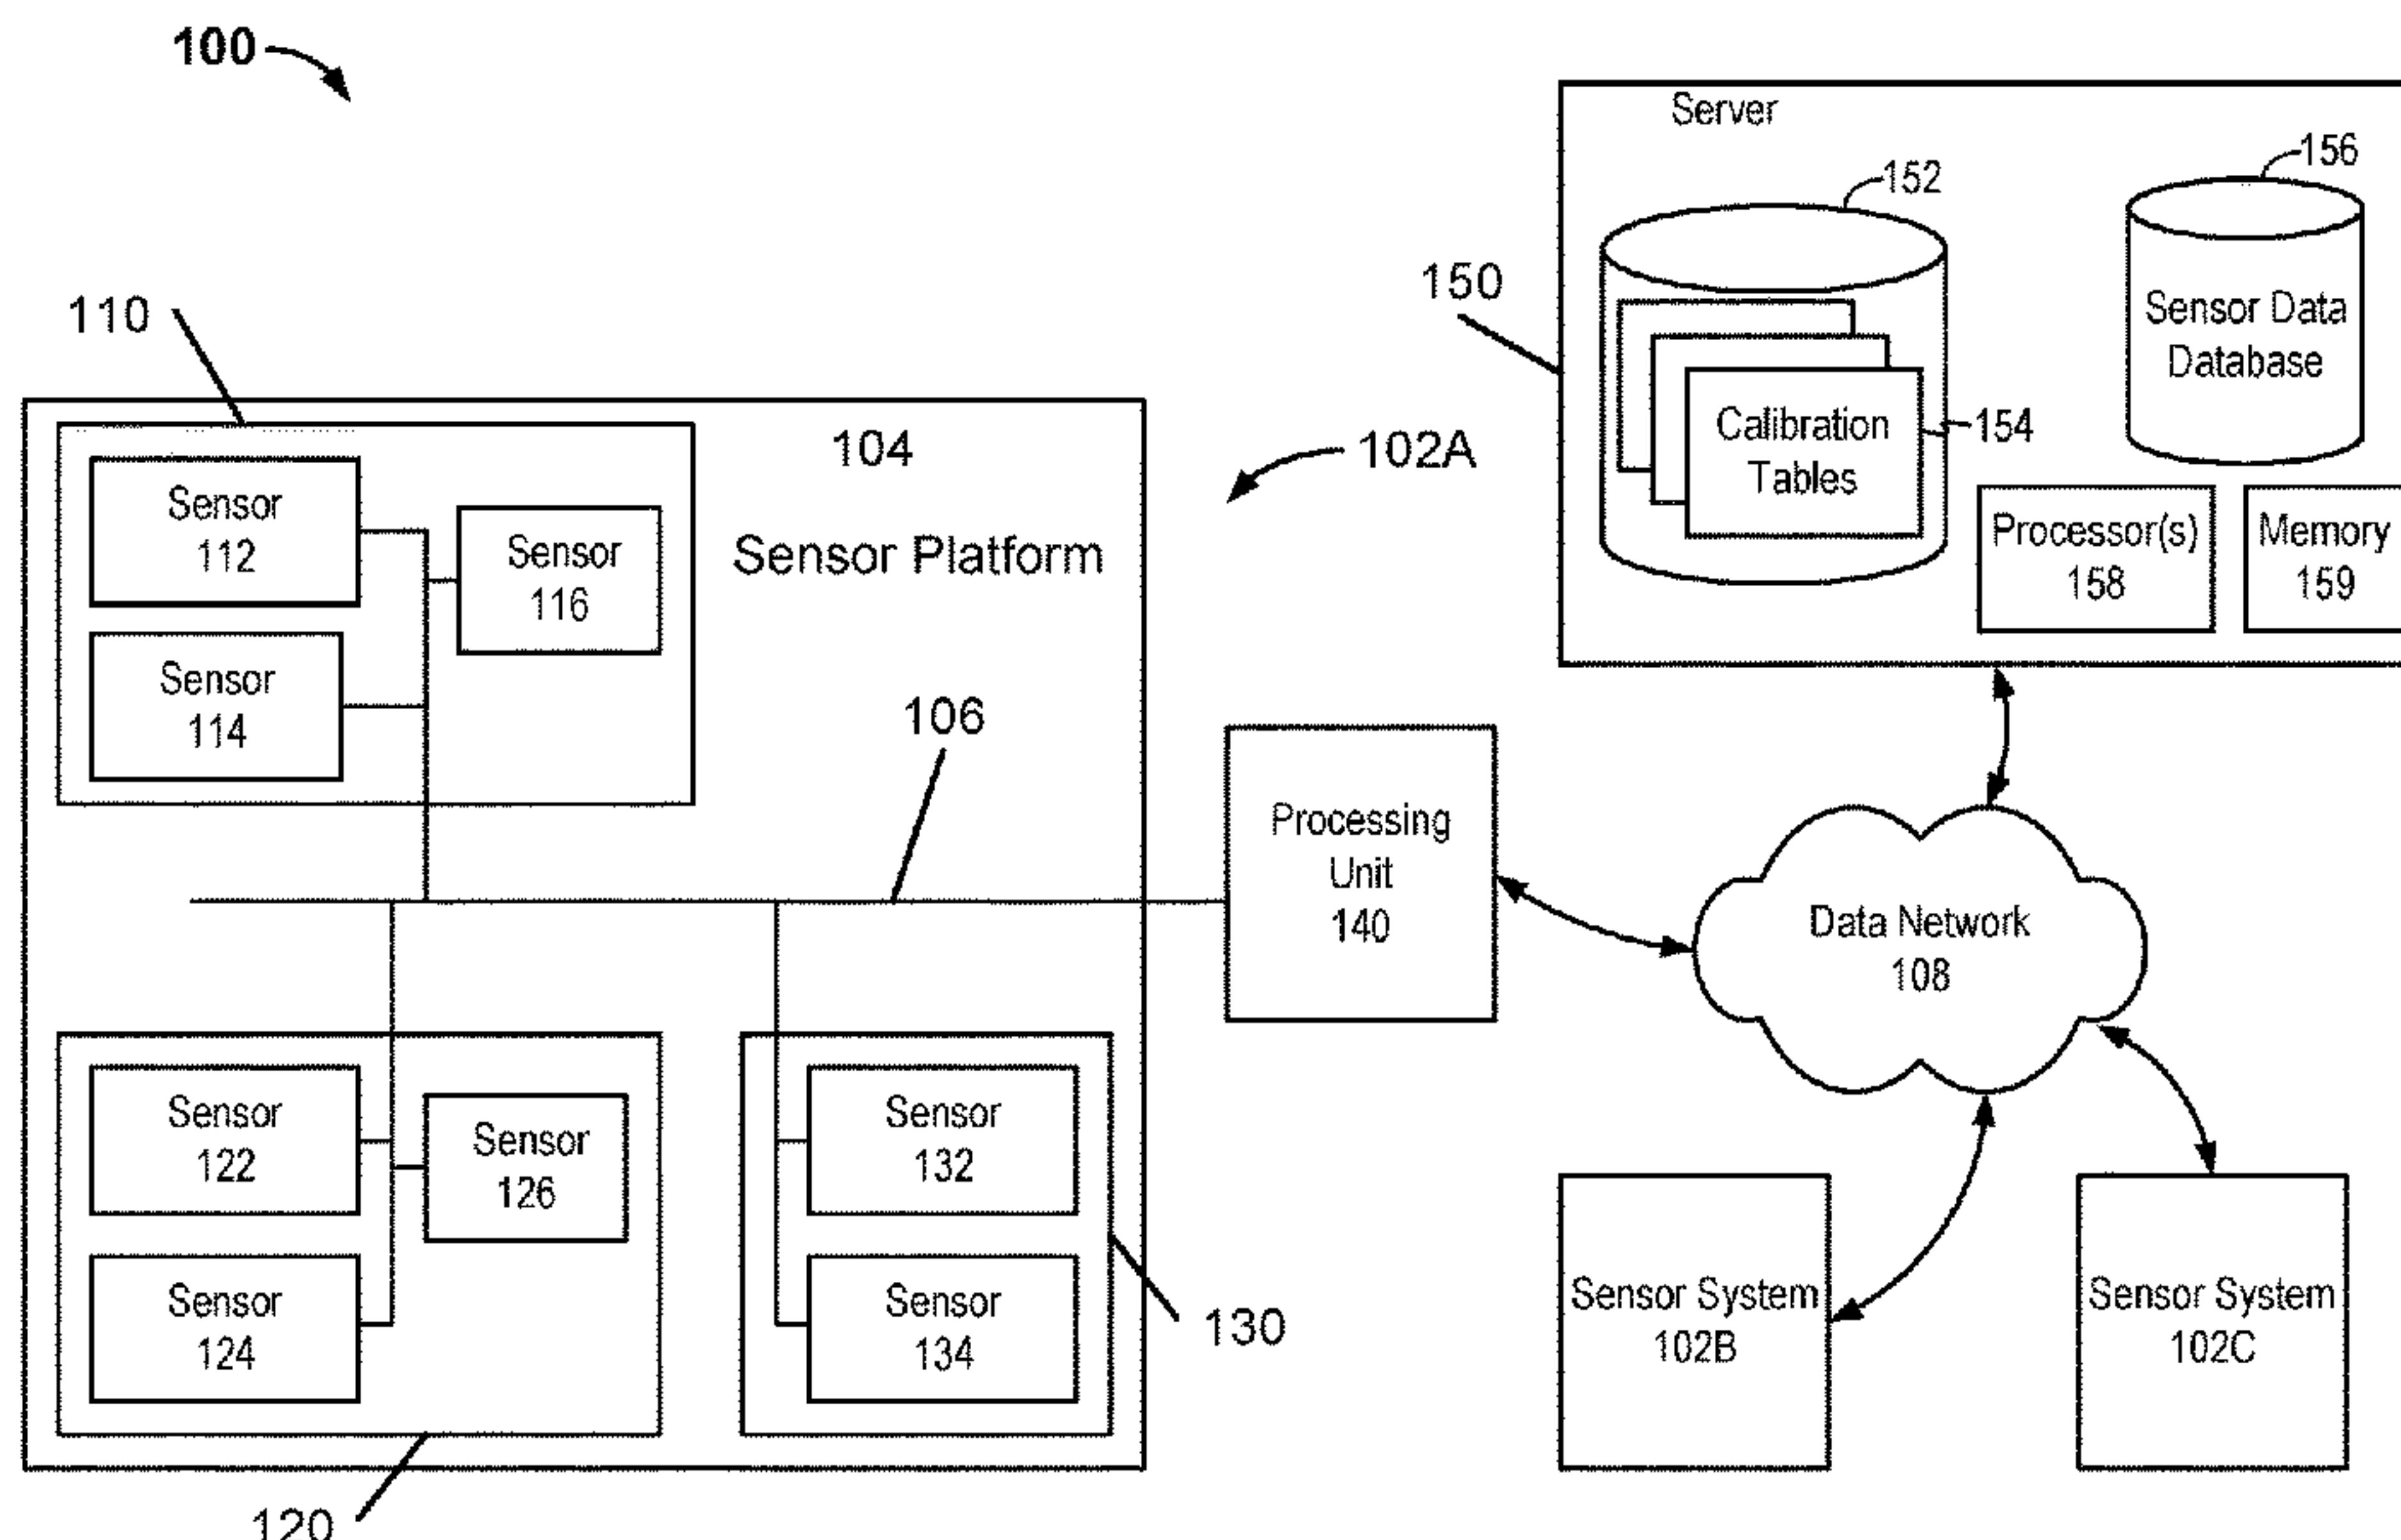 100
Server
156
152
150
110
Sensor Data
Database
104
102A
Calibration
Tables
154
Sensor
112
Sensor
116
Sensor Platform
Processor(s)
158
Memory
159
Sensor
114
106
Processing
Unit
140
Data Network
108
Sensor
122
Sensor
126
Sensor
132
Sensor
124
Sensor
134
130
Sensor System
102B
Sensor System
102C
120